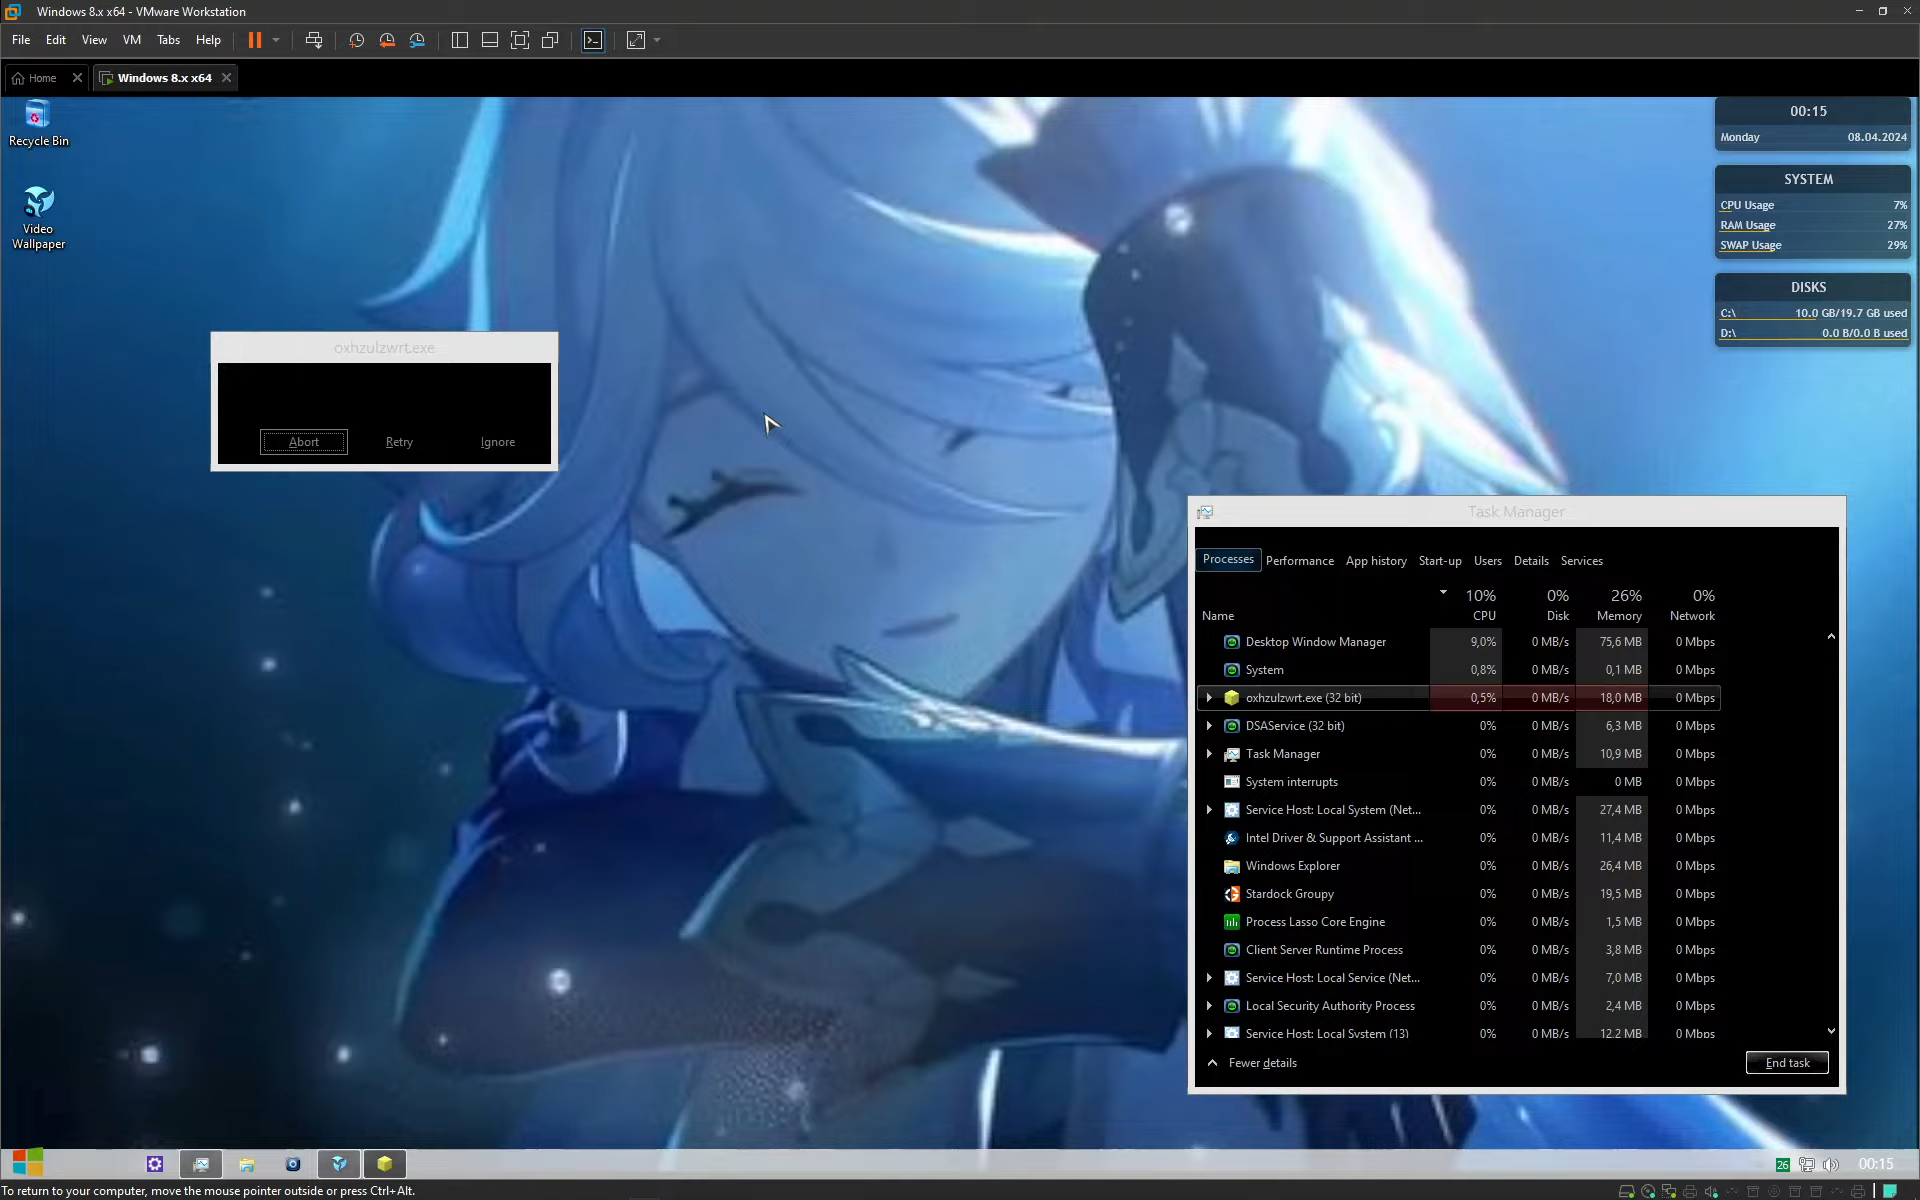 Windows 8.x x64 - VMware Workstation
File Edit View VM Tabs Help
Home
Windows 8.x x64
Recycle Bin
Video
Wallpaper
00:15
Monday 08.04.2024
SYSTEM
CPU Usage 7%
RAM Usage 27%
SWAP Usage 29%
DISKS
C:\ 10.0 GB/19.7 GB used
D:\ 0.0 B/0.0 B used
oxhzulzwrt.exe
Abort Retry Ignore
Task Manager
Processes Performance App history Start-up Users Details Services
10% 0% 26% 0%
Name CPU Disk Memory Network
Desktop Window Manager 9,0% 0 MB/s 75,6 MB 0 Mbps
System 0,8% 0 MB/s 0,1 MB 0 Mbps
oxhzulzwrt.exe (32 bit) 0,5% 0 MB/s 18,0 MB 0 Mbps
DSAService (32 bit) 0% 0 MB/s 6,3 MB 0 Mbps
Task Manager 0% 0 MB/s 10,9 MB 0 Mbps
System interrupts 0% 0 MB/s 0 MB 0 Mbps
Service Host: Local System (Net... 0% 0 MB/s 27,4 MB 0 Mbps
Intel Driver & Support Assistant ... 0% 0 MB/s 11,4 MB 0 Mbps
Windows Explorer 0% 0 MB/s 26,4 MB 0 Mbps
Stardock Groupy 0% 0 MB/s 19,5 MB 0 Mbps
Process Lasso Core Engine 0% 0 MB/s 1,5 MB 0 Mbps
Client Server Runtime Process 0% 0 MB/s 3,8 MB 0 Mbps
Service Host: Local Service (Net... 0% 0 MB/s 7,0 MB 0 Mbps
Local Security Authority Process 0% 0 MB/s 2,4 MB 0 Mbps
Service Host: Local System (13) 0% 0 MB/s 12,2 MB 0 Mbps
Fewer details
End task
26
00:15
To return to your computer, move the mouse pointer outside or press Ctrl+Alt.